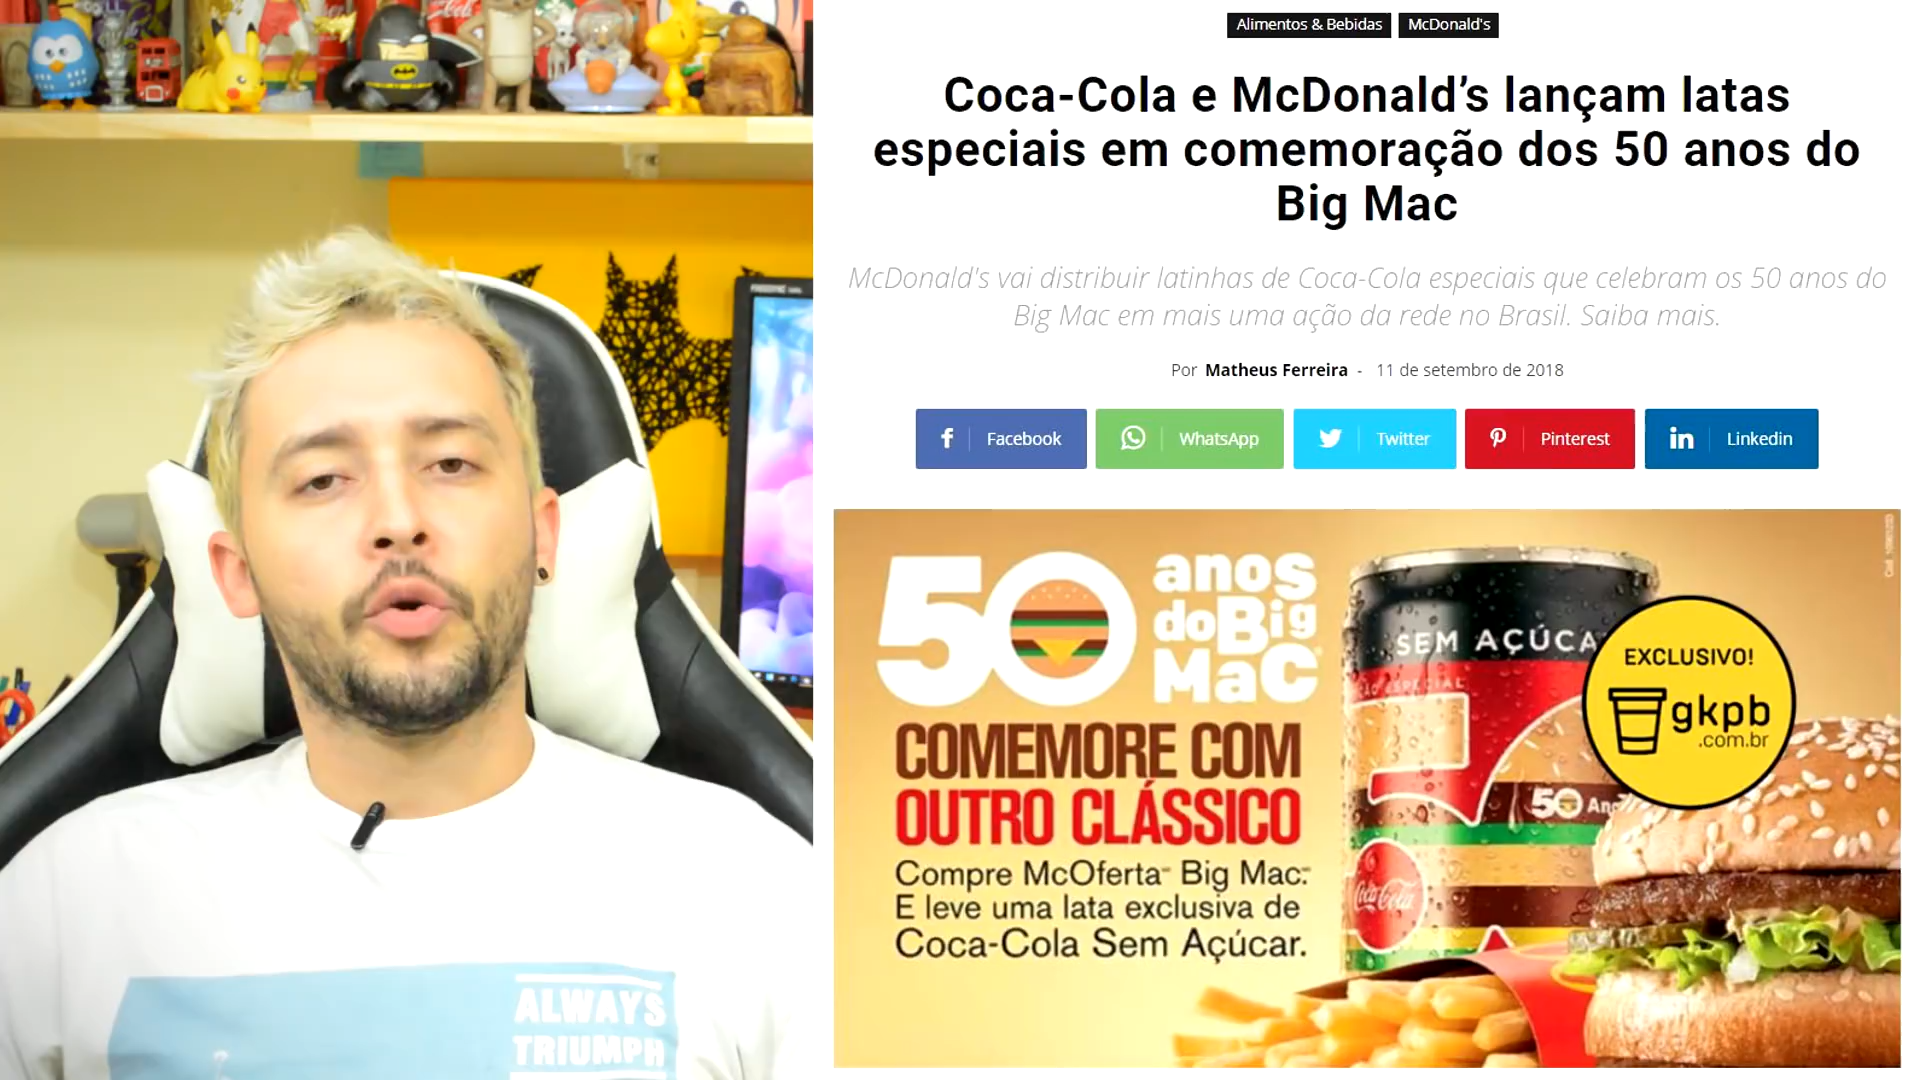 Alimentos & Bebidas McDonald's
Coca-Cola e McDonald’s lançam latas
especiais em comemoração dos 50 anos do
Big Mac
McDonald's vai distribuir latinhas de Coca-Cola especiais que celebram os 50 anos do
Big Mac em mais uma ação da rede no Brasil. Saiba mais.
Por Matheus Ferreira - 11 de setembro de 2018
Facebook WhatsApp Twitter Pinterest Linkedin
50 anos
do Big
Mac
COMEMORE COM
OUTRO CLÁSSICO
Compre McOferta Big Mac.
E leve uma lata exclusiva de
Coca-Cola Sem Açúcar.
SEM AÇÚCA
50 An
Coca-Cola
EXCLUSIVO!
gkpb
.com.br
ALWAYS
TRIUMPH